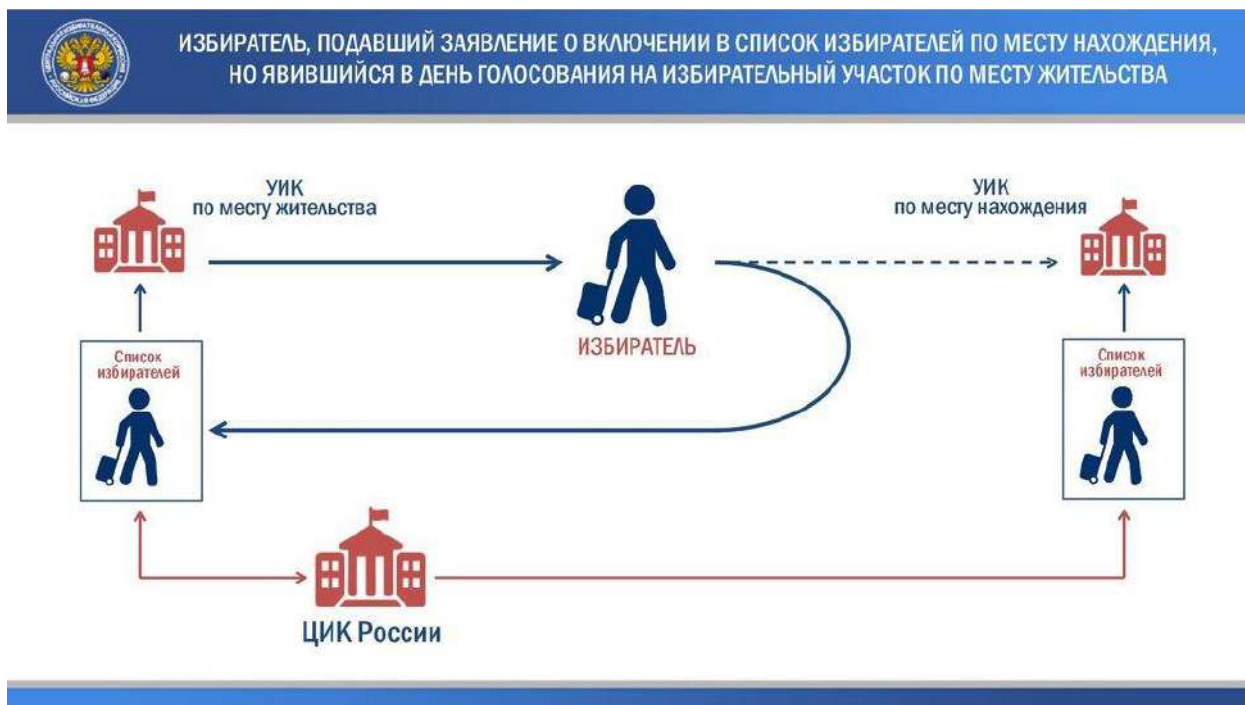 ИЗБИРАТЕЛЬ, ПОДАВШИЙ ЗАЯВЛЕНИЕ О ВКЛЮЧЕНИИ В СПИСОК ИЗБИРАТЕЛЕЙ ПО МЕСТУ НАХОЖДЕНИЯ,
НО ЯВИВШИЙСЯ В ДЕНЬ ГОЛОСОВАНИЯ НА ИЗБИРАТЕЛЬНЫЙ УЧАСТОК ПО МЕСТУ ЖИТЕЛЬСТВА
УИК
по месту жительства
УИК
по месту нахождения
ИЗБИРАТЕЛЬ
Список
избирателей
Список
избирателей
ЦИК России